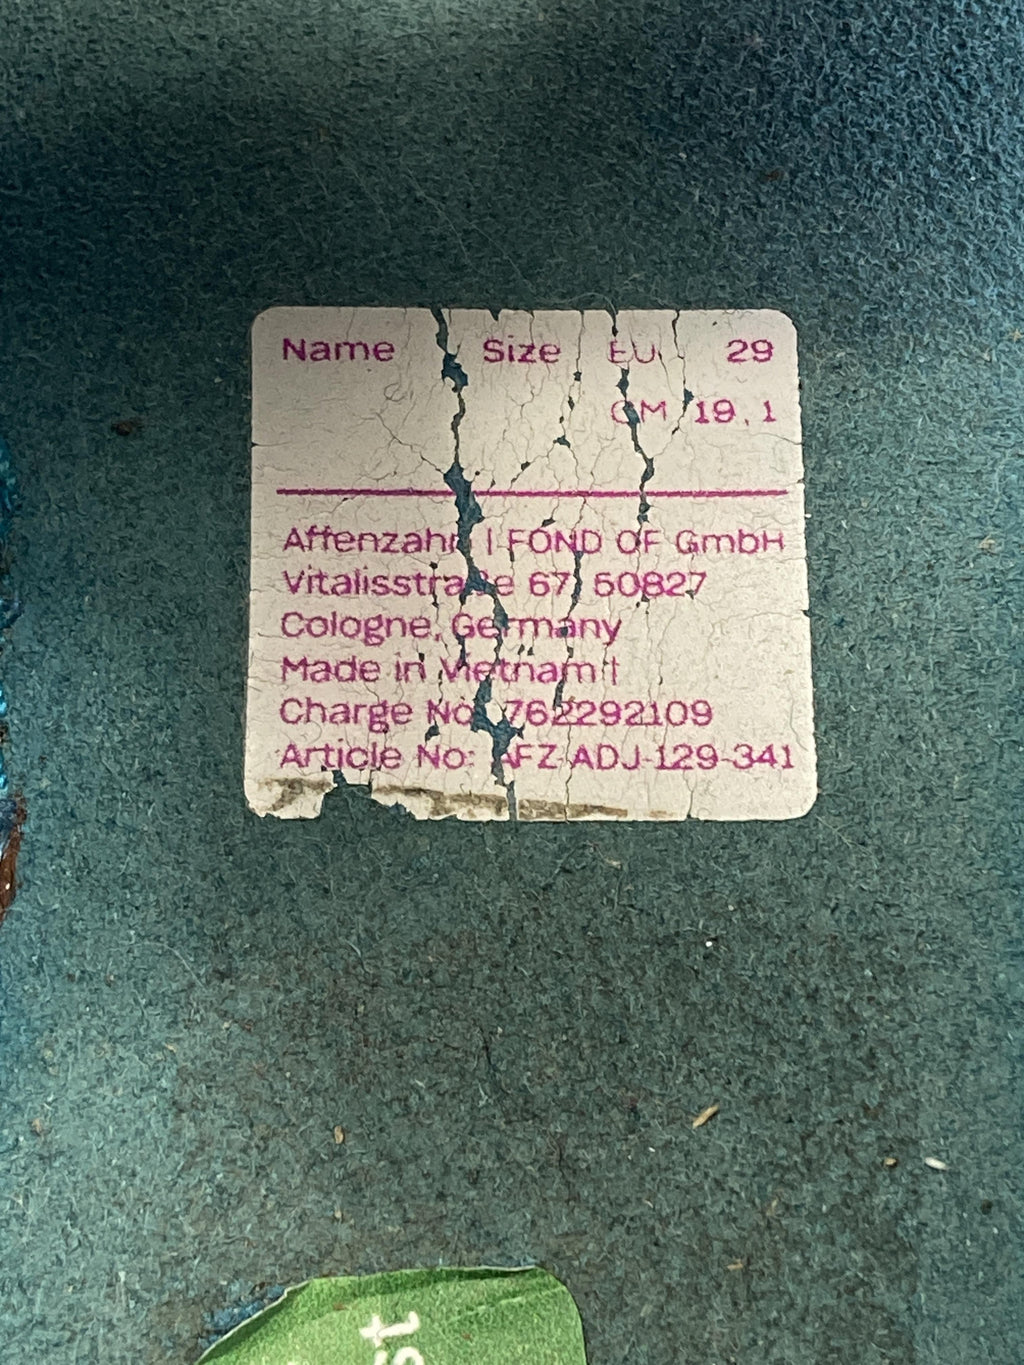 Name Size EU 29
CM 19,1
Affenzahn | FOND OF GmbH
Vitalisstraße 67, 50827
Cologne, Germany
Made in Vietnam |
Charge No: 762292109
Article No: AFZ-ADJ-129-341